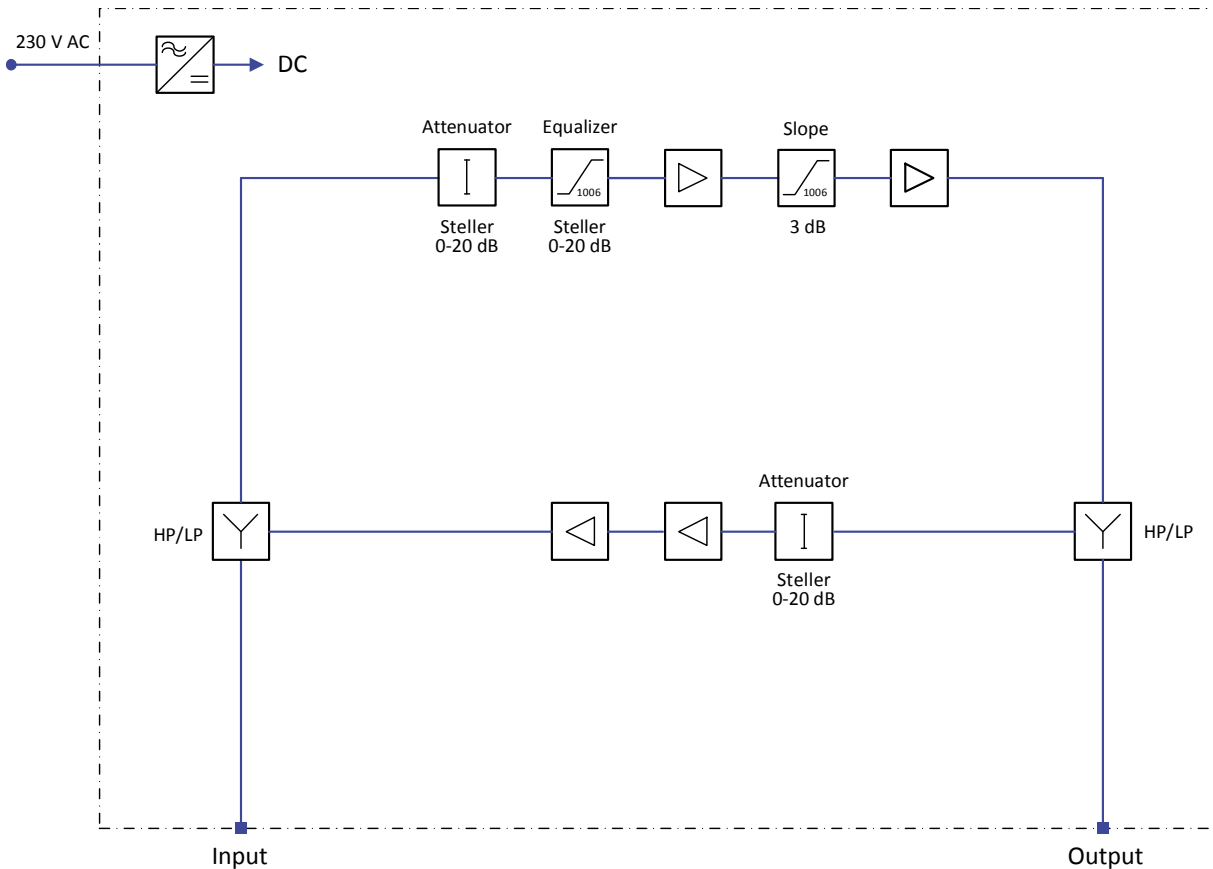 230 V AC
DC
Attenuator
Equalizer
Slope
1006
1006
Steller
0-20 dB
Steller
0-20 dB
3 dB
Attenuator
HP/LP
HP/LP
Steller
0-20 dB
Input
Output